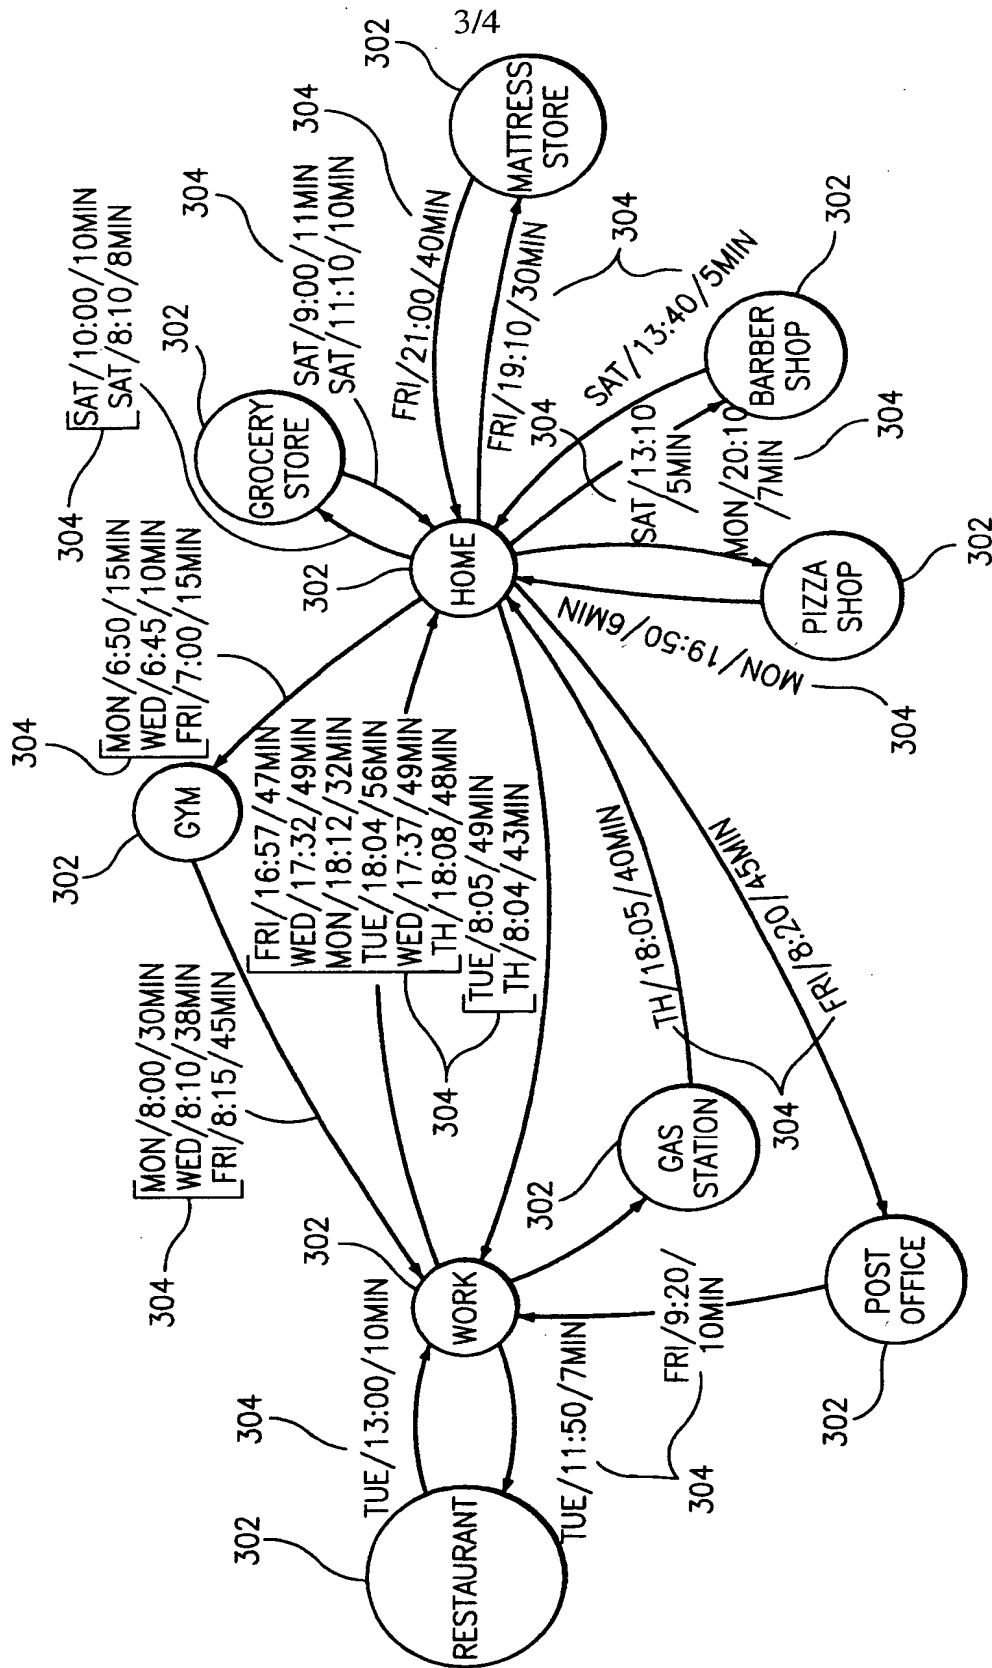 3/4
304
SAT/10:00/10MIN
SAT/8:10/8MIN
302
GROCERY
STORE
304
SAT/9:00/11MIN
SAT/11:10/10MIN
304
FRI/21:00/40MIN
302
MATTRESS
STORE
FRI/19:10/30MIN
304
SAT/13:40/5MIN
302
BARBER
SHOP
304
SAT/13:10
/5MIN
MON/20:10
/7MIN
304
302
PIZZA
SHOP
MON/19:50/6MIN
304
302
HOME
304
MON/6:50/15MIN
WED/6:45/10MIN
FRI/7:00/15MIN
302
GYM
FRI/16:57/47MIN
WED/17:32/49MIN
MON/18:12/32MIN
TUE/18:04/56MIN
WED/17:37/49MIN
TH/18:08/48MIN
TUE/8:05/49MIN
TH/8:04/43MIN
304
304
MON/8:00/30MIN
WED/8:10/38MIN
FRI/8:15/45MIN
302
WORK
302
GAS
STATION
TH/18:05/40MIN
304
FRI/8:20/45MIN
302
POST
OFFICE
FRI/9:20/
10MIN
304
TUE/11:50/7MIN
304
TUE/13:00/10MIN
302
RESTAURANT